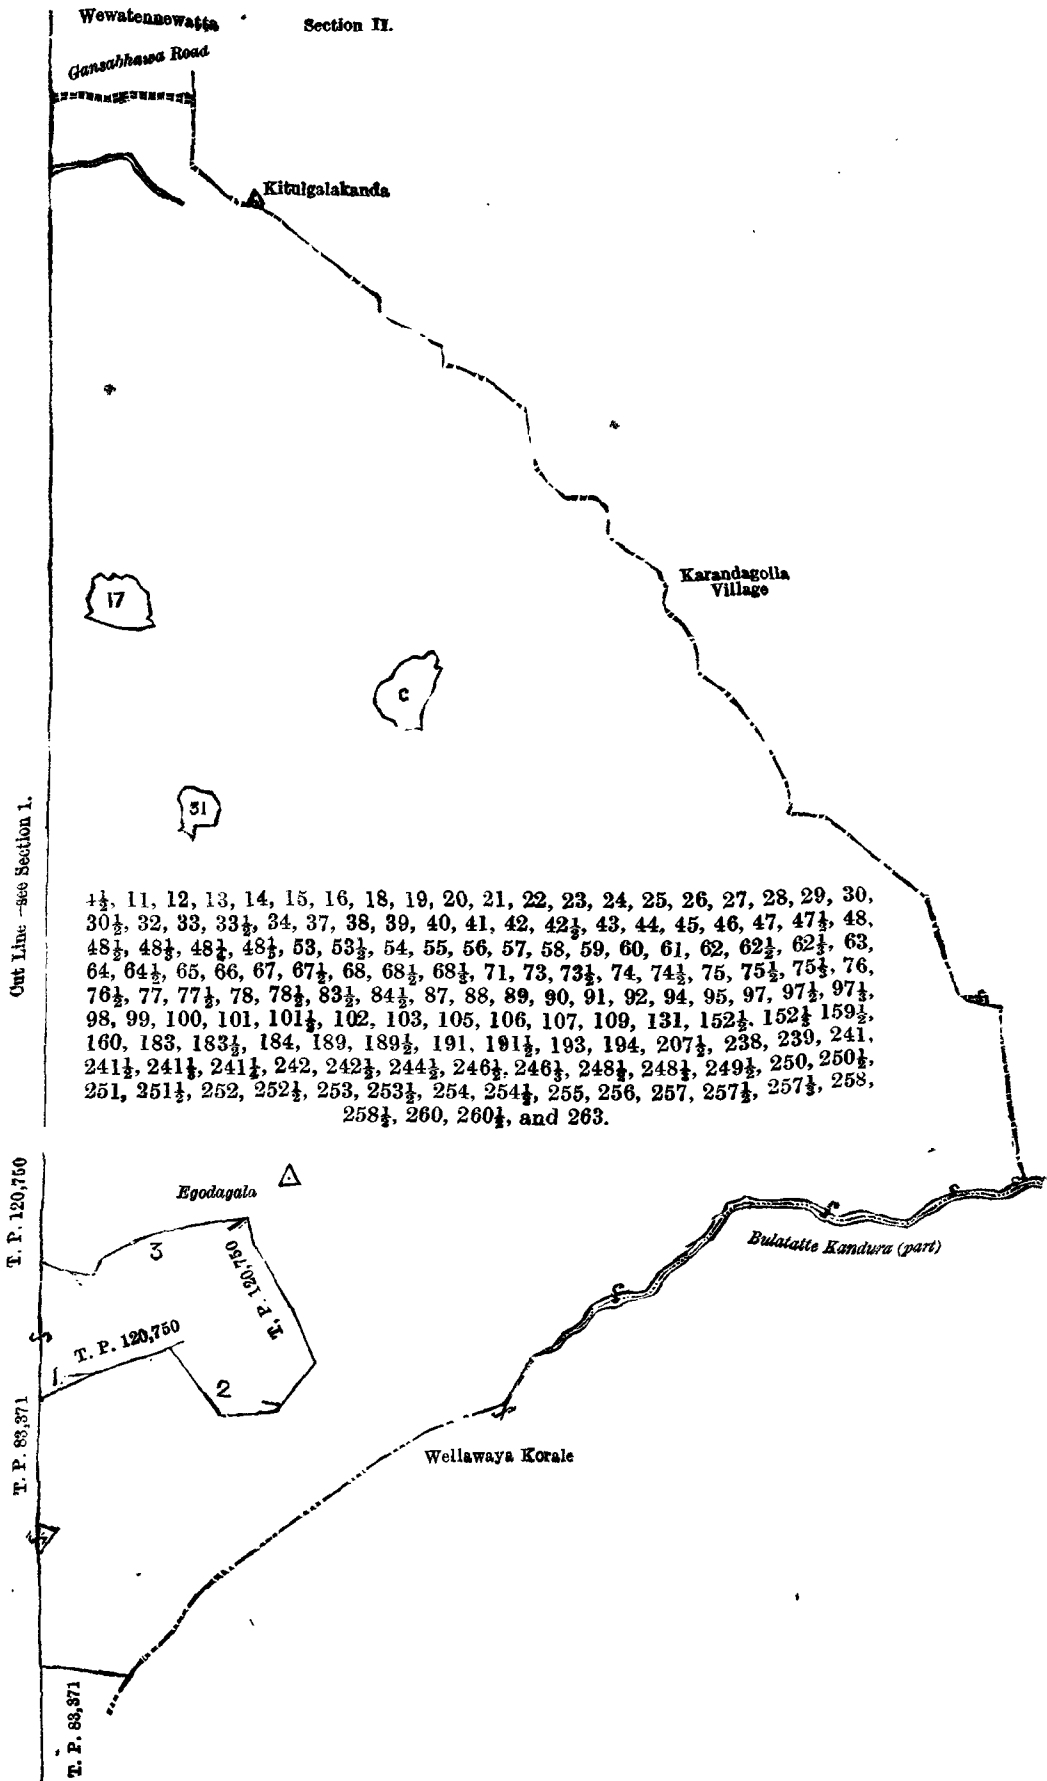 Wewatennewatta
Section II.
Gansabhawa Road
Kitulgalakanda
Karandagolla
Village
17
C
31
Cut Line—see Section 1.
4½, 11, 12, 13, 14, 15, 16, 18, 19, 20, 21, 22, 23, 24, 25, 26, 27, 28, 29, 30,
30½, 32, 33, 33½, 34, 37, 38, 39, 40, 41, 42, 42½, 43, 44, 45, 46, 47, 47½, 48,
48½, 48⅓, 48¼, 48⅕, 53, 53½, 54, 55, 56, 57, 58, 59, 60, 61, 62, 62½, 62⅓, 63,
64, 64½, 65, 66, 67, 67½, 68, 68½, 68⅓, 71, 73, 73½, 74, 74½, 75, 75½, 75⅓, 76,
76½, 77, 77½, 78, 78½, 83½, 84½, 87, 88, 89, 90, 91, 92, 94, 95, 97, 97½, 97⅓,
98, 99, 100, 101, 101½, 102, 103, 105, 106, 107, 109, 131, 152½, 152⅓ 159½,
160, 183, 183½, 184, 189, 189½, 191, 191½, 193, 194, 207½, 238, 239, 241,
241½, 241⅓, 241¼, 242, 242½, 244½, 246½, 246⅓, 248½, 248⅓, 249½, 250, 250½,
251, 251½, 252, 252½, 253, 253½, 254, 254½, 255, 256, 257, 257½, 257⅓, 258,
258½, 260, 260½, and 263.
T. P. 120,750
Egodagala
3
T. P. 120,750
T. P. 120,750
1
2
Bulatatte Kandura (part)
T. P. 83,371
Wellawaya Korale
T. P. 83,371